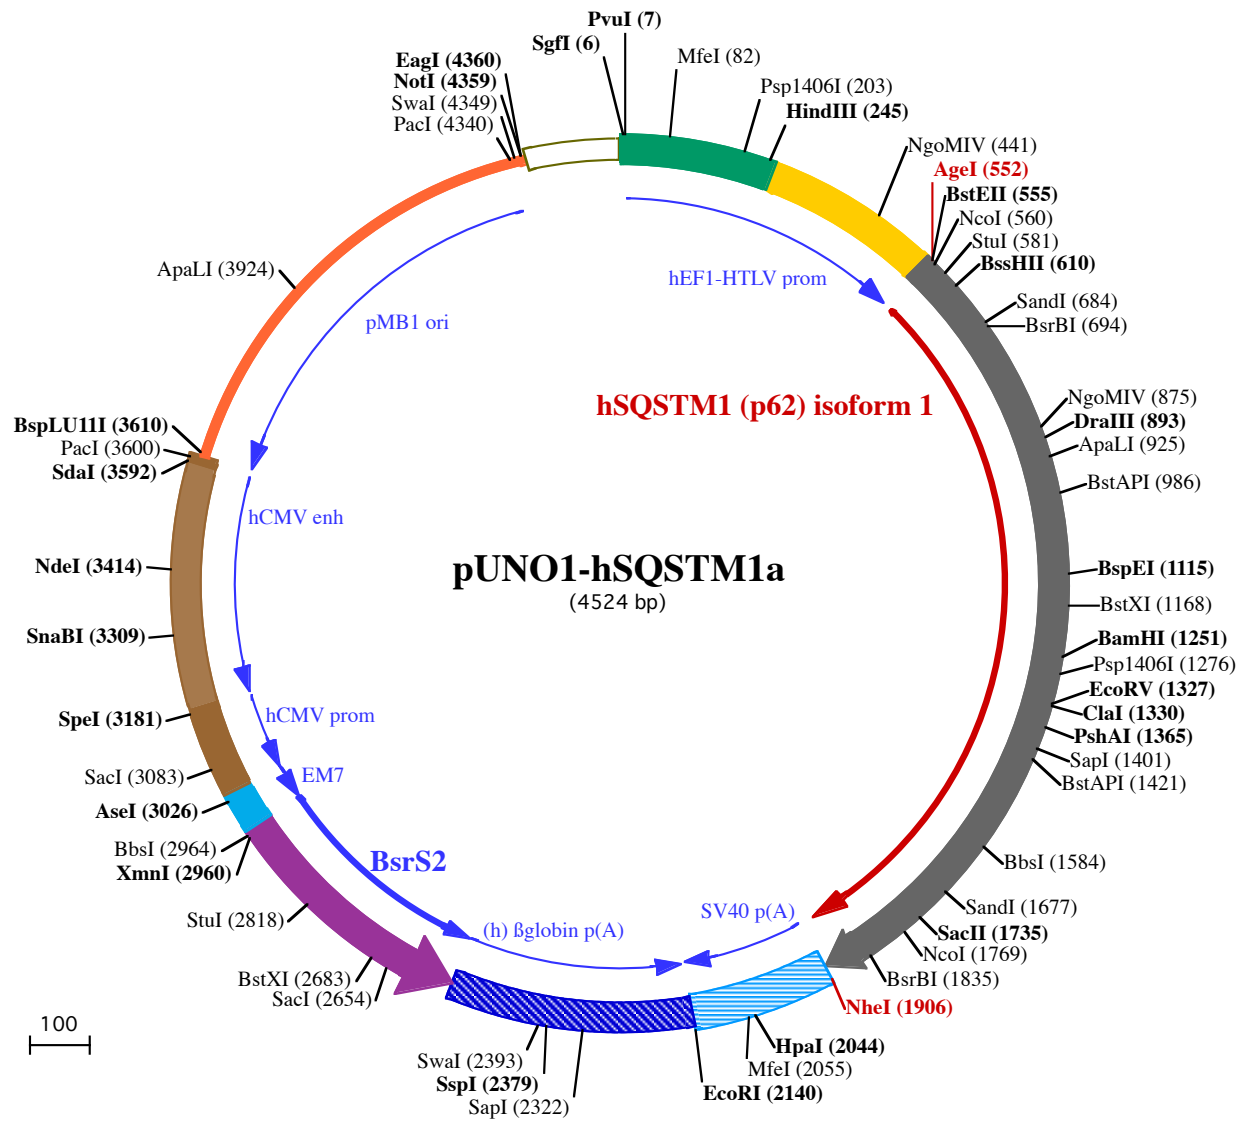 PvuI (7)
SgfI (6)
MfeI (82)
Psp1406I (203)
HindIII (245)
NgoMIV (441)
AgeI (552)
BstEII (555)
NcoI (560)
StuI (581)
BssHII (610)
SandI (684)
BsrBI (694)
NgoMIV (875)
DraIII (893)
ApaLI (925)
BstAPI (986)
BspEI (1115)
BstXI (1168)
BamHI (1251)
Psp1406I (1276)
EcoRV (1327)
ClaI (1330)
PshAI (1365)
SapI (1401)
BstAPI (1421)
BbsI (1584)
SandI (1677)
SacII (1735)
NcoI (1769)
BsrBI (1835)
NheI (1906)
HpaI (2044)
MfeI (2055)
EcoRI (2140)
SapI (2322)
SspI (2379)
SwaI (2393)
SacI (2654)
BstXI (2683)
StuI (2818)
XmnI (2960)
BbsI (2964)
AseI (3026)
SacI (3083)
SpeI (3181)
SnaBI (3309)
NdeI (3414)
SdaI (3592)
PacI (3600)
BspLU11I (3610)
ApaLI (3924)
PacI (4340)
SwaI (4349)
NotI (4359)
EagI (4360)
hEF1-HTLV prom
hSQSTM1 (p62) isoform 1
SV40 p(A)
(h) ßglobin p(A)
BsrS2
EM7
hCMV prom
hCMV enh
pMB1 ori
pUNO1-hSQSTM1a
(4524 bp)
100